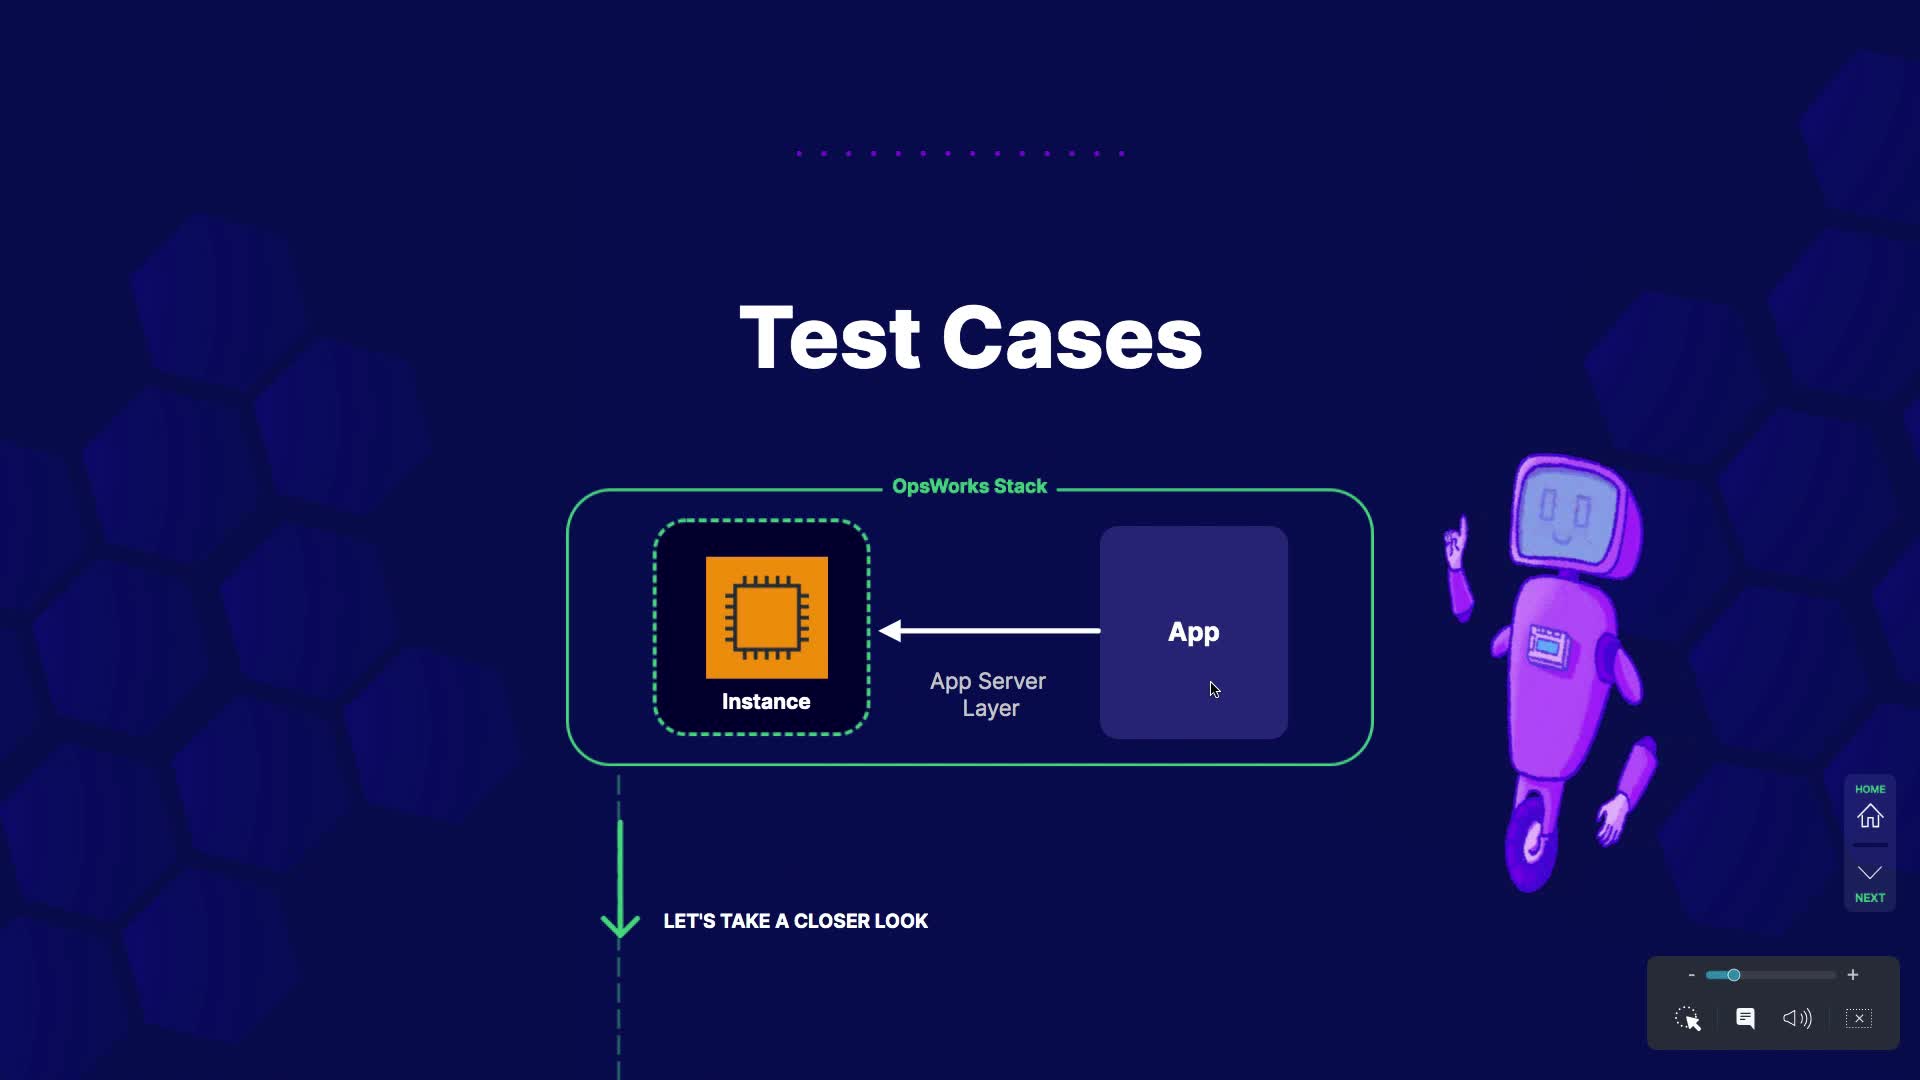 Test Cases
OpsWorks Stack
App
Instance
App Server
Layer
LET'S TAKE A CLOSER LOOK
HOME
NEXT
- +